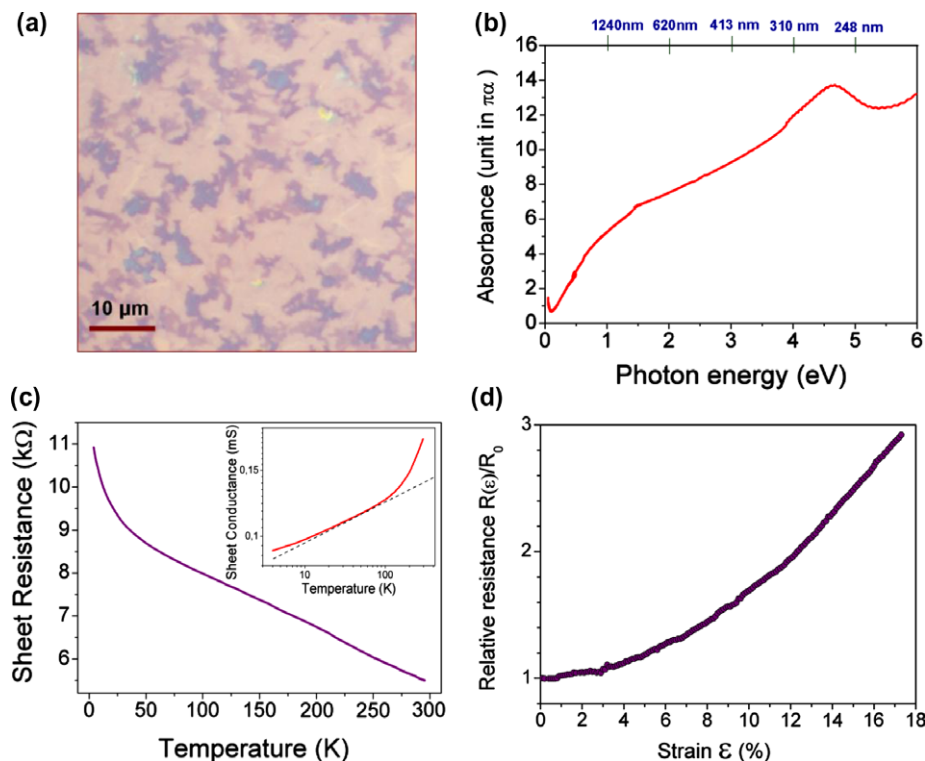 (a)
10 µm
(b)
1240nm 620nm 413 nm 310 nm 248 nm
Absorbance (unit in πα)
16
14
12
10
8
6
4
2
0
0 1 2 3 4 5 6
Photon energy (eV)
(c)
Sheet Resistance (kΩ)
11
10
9
8
7
6
0 50 100 150 200 250 300
Temperature (K)
Sheet Conductance (mS)
0,15
0,1
10 100
Temperature (K)
(d)
Relative resistance R(ε)/R0
3
2
1
0 2 4 6 8 10 12 14 16 18
Strain ε (%)